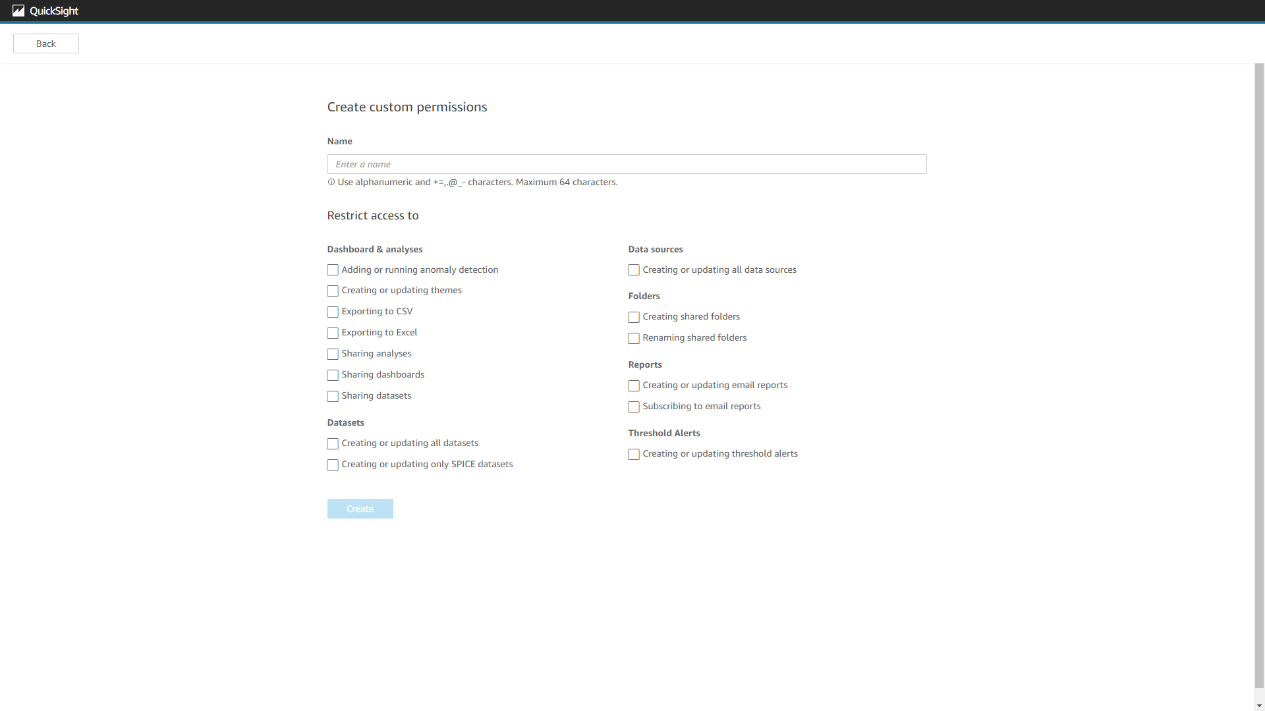 QuickSight
Back
Create custom permissions
Name
Enter a name
Use alphanumeric and +=,.@_- characters. Maximum 64 characters.
Restrict access to
Dashboard & analyses
Adding or running anomaly detection
Creating or updating themes
Exporting to CSV
Exporting to Excel
Sharing analyses
Sharing dashboards
Sharing datasets
Datasets
Creating or updating all datasets
Creating or updating only SPICE datasets
Data sources
Creating or updating all data sources
Folders
Creating shared folders
Renaming shared folders
Reports
Creating or updating email reports
Subscribing to email reports
Threshold Alerts
Creating or updating threshold alerts
Create